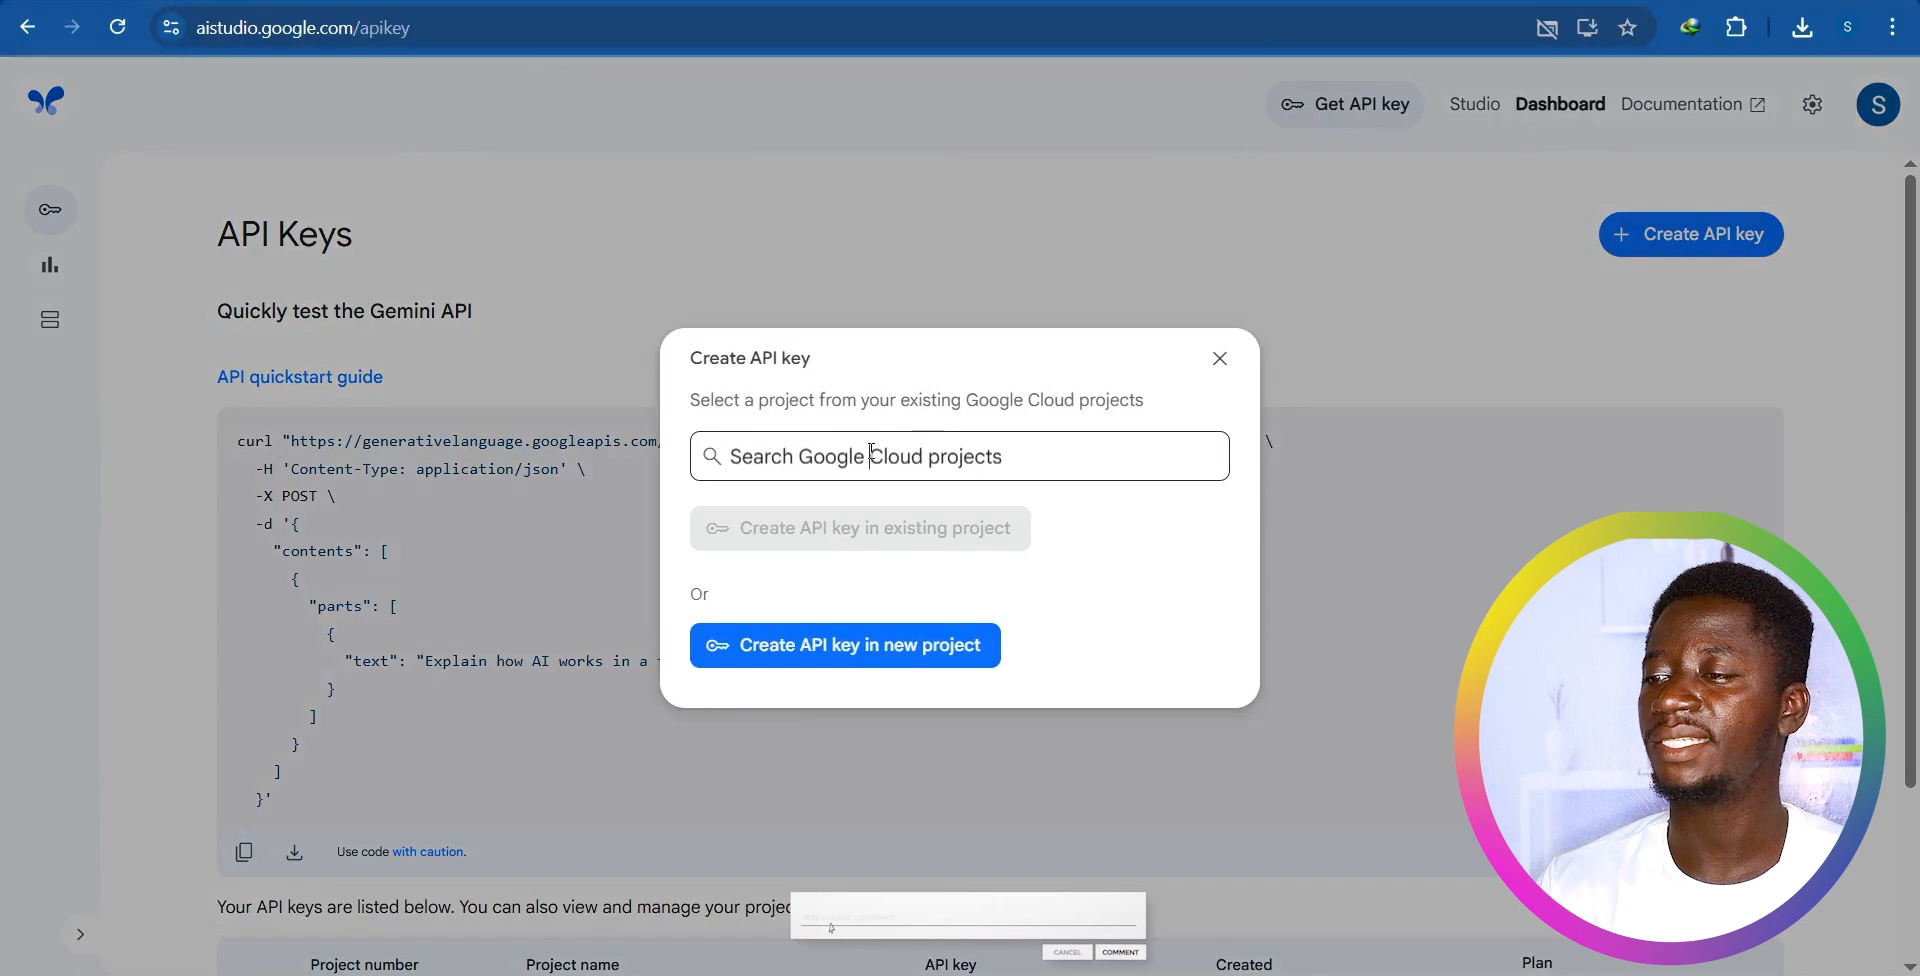 aistudio.google.com/apikey
S
Get API key
Studio
Dashboard
Documentation
S
API Keys
Create API key
Quickly test the Gemini API
API quickstart guide
Create API key
Select a project from your existing Google Cloud projects
Search Google Cloud projects
Create API key in existing project
Or
Create API key in new project
curl "https://generativelanguage.googleapis.com/ \
-H 'Content-Type: application/json' \
-X POST \
-d '{
"contents": [
{
"parts": [
{
"text": "Explain how AI works in a
}
]
}
]
}'
Use code with caution.
Your API keys are listed below. You can also view and manage your
CANCEL
COMMENT
Project number
Project name
API key
Created
Plan